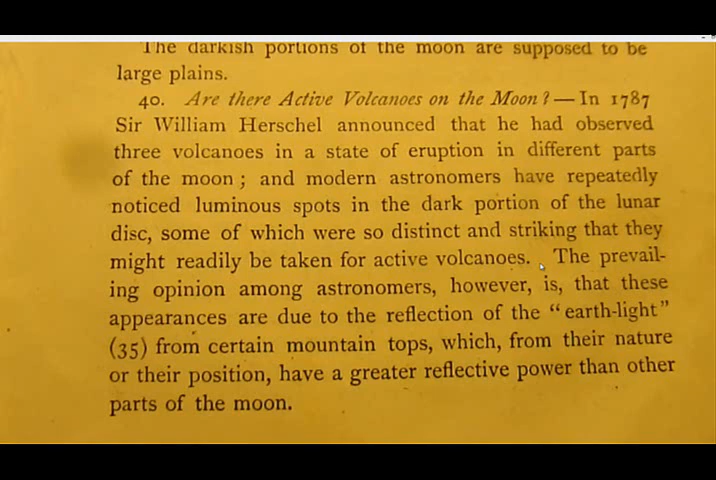 The darkish portions of the moon are supposed to be
large plains.
40. Are there Active Volcanoes on the Moon? — In 1787
Sir William Herschel announced that he had observed
three volcanoes in a state of eruption in different parts
of the moon; and modern astronomers have repeatedly
noticed luminous spots in the dark portion of the lunar
disc, some of which were so distinct and striking that they
might readily be taken for active volcanoes. The prevail-
ing opinion among astronomers, however, is, that these
appearances are due to the reflection of the “earth-light”
(35) from certain mountain tops, which, from their nature
or their position, have a greater reflective power than other
parts of the moon.